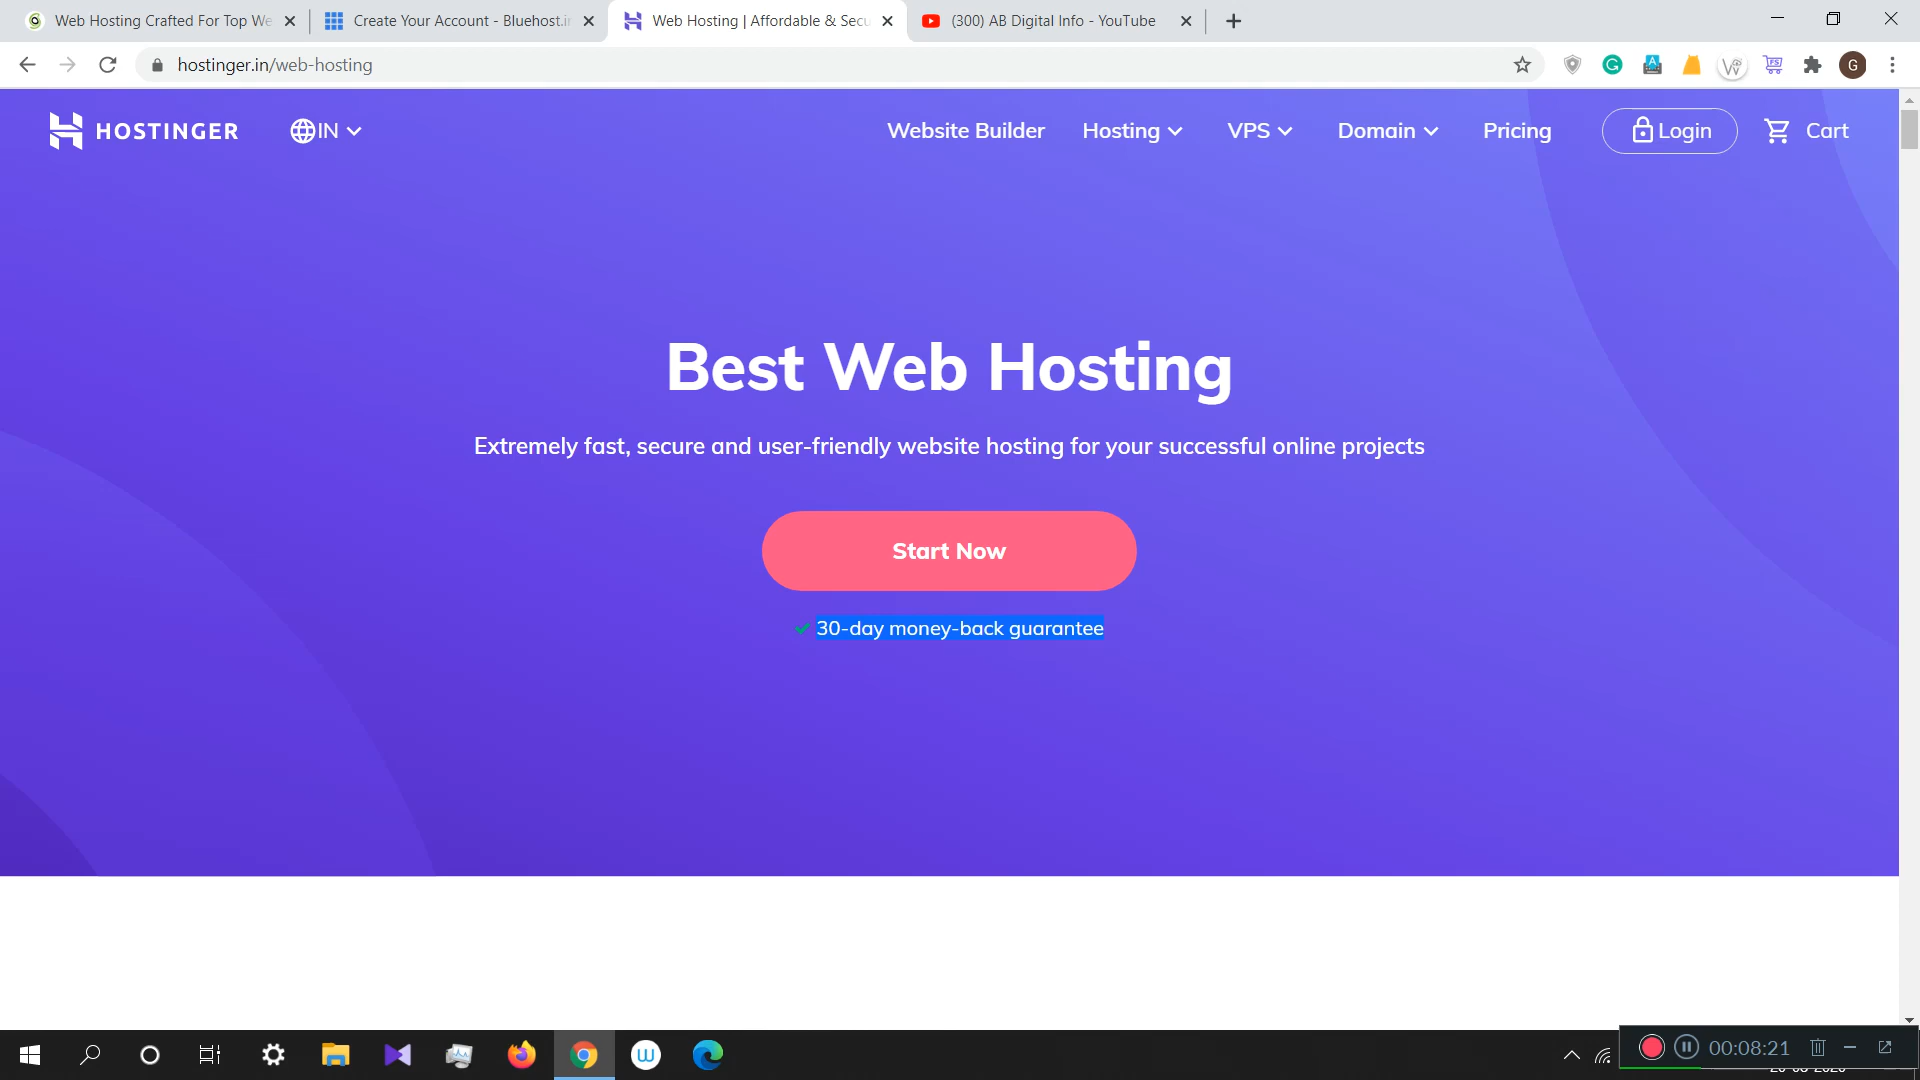 Web Hosting Crafted For Top We
Create Your Account - Bluehost.i
Web Hosting | Affordable & Secu
(300) AB Digital Info - YouTube
hostinger.in/web-hosting
G
HOSTINGER
IN
Website Builder
Hosting
VPS
Domain
Pricing
Login
Cart
Best Web Hosting
Extremely fast, secure and user-friendly website hosting for your successful online projects
Start Now
30-day money-back guarantee
00:08:21